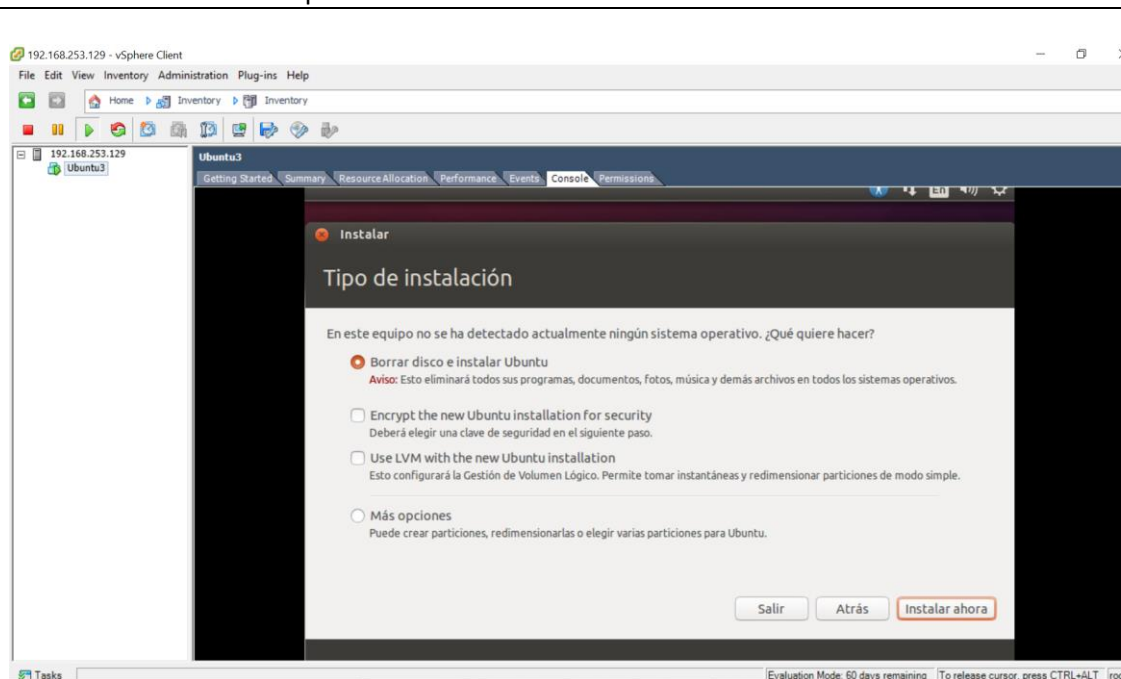 192.168.253.129 - vSphere Client
File Edit View Inventory Administration Plug-ins Help
Home Inventory Inventory
192.168.253.129
Ubuntu3
Ubuntu3
Getting Started Summary Resource Allocation Performance Events Console Permissions
En
Instalar
Tipo de instalación
En este equipo no se ha detectado actualmente ningún sistema operativo. ¿Qué quiere hacer?
Borrar disco e instalar Ubuntu
Aviso: Esto eliminará todos sus programas, documentos, fotos, música y demás archivos en todos los sistemas operativos.
Encrypt the new Ubuntu installation for security
Deberá elegir una clave de seguridad en el siguiente paso.
Use LVM with the new Ubuntu installation
Esto configurará la Gestión de Volumen Lógico. Permite tomar instantáneas y redimensionar particiones de modo simple.
Más opciones
Puede crear particiones, redimensionarlas o elegir varias particiones para Ubuntu.
Salir Atrás Instalar ahora
Tasks Evaluation Mode: 60 days remaining To release cursor, press CTRL+ALT